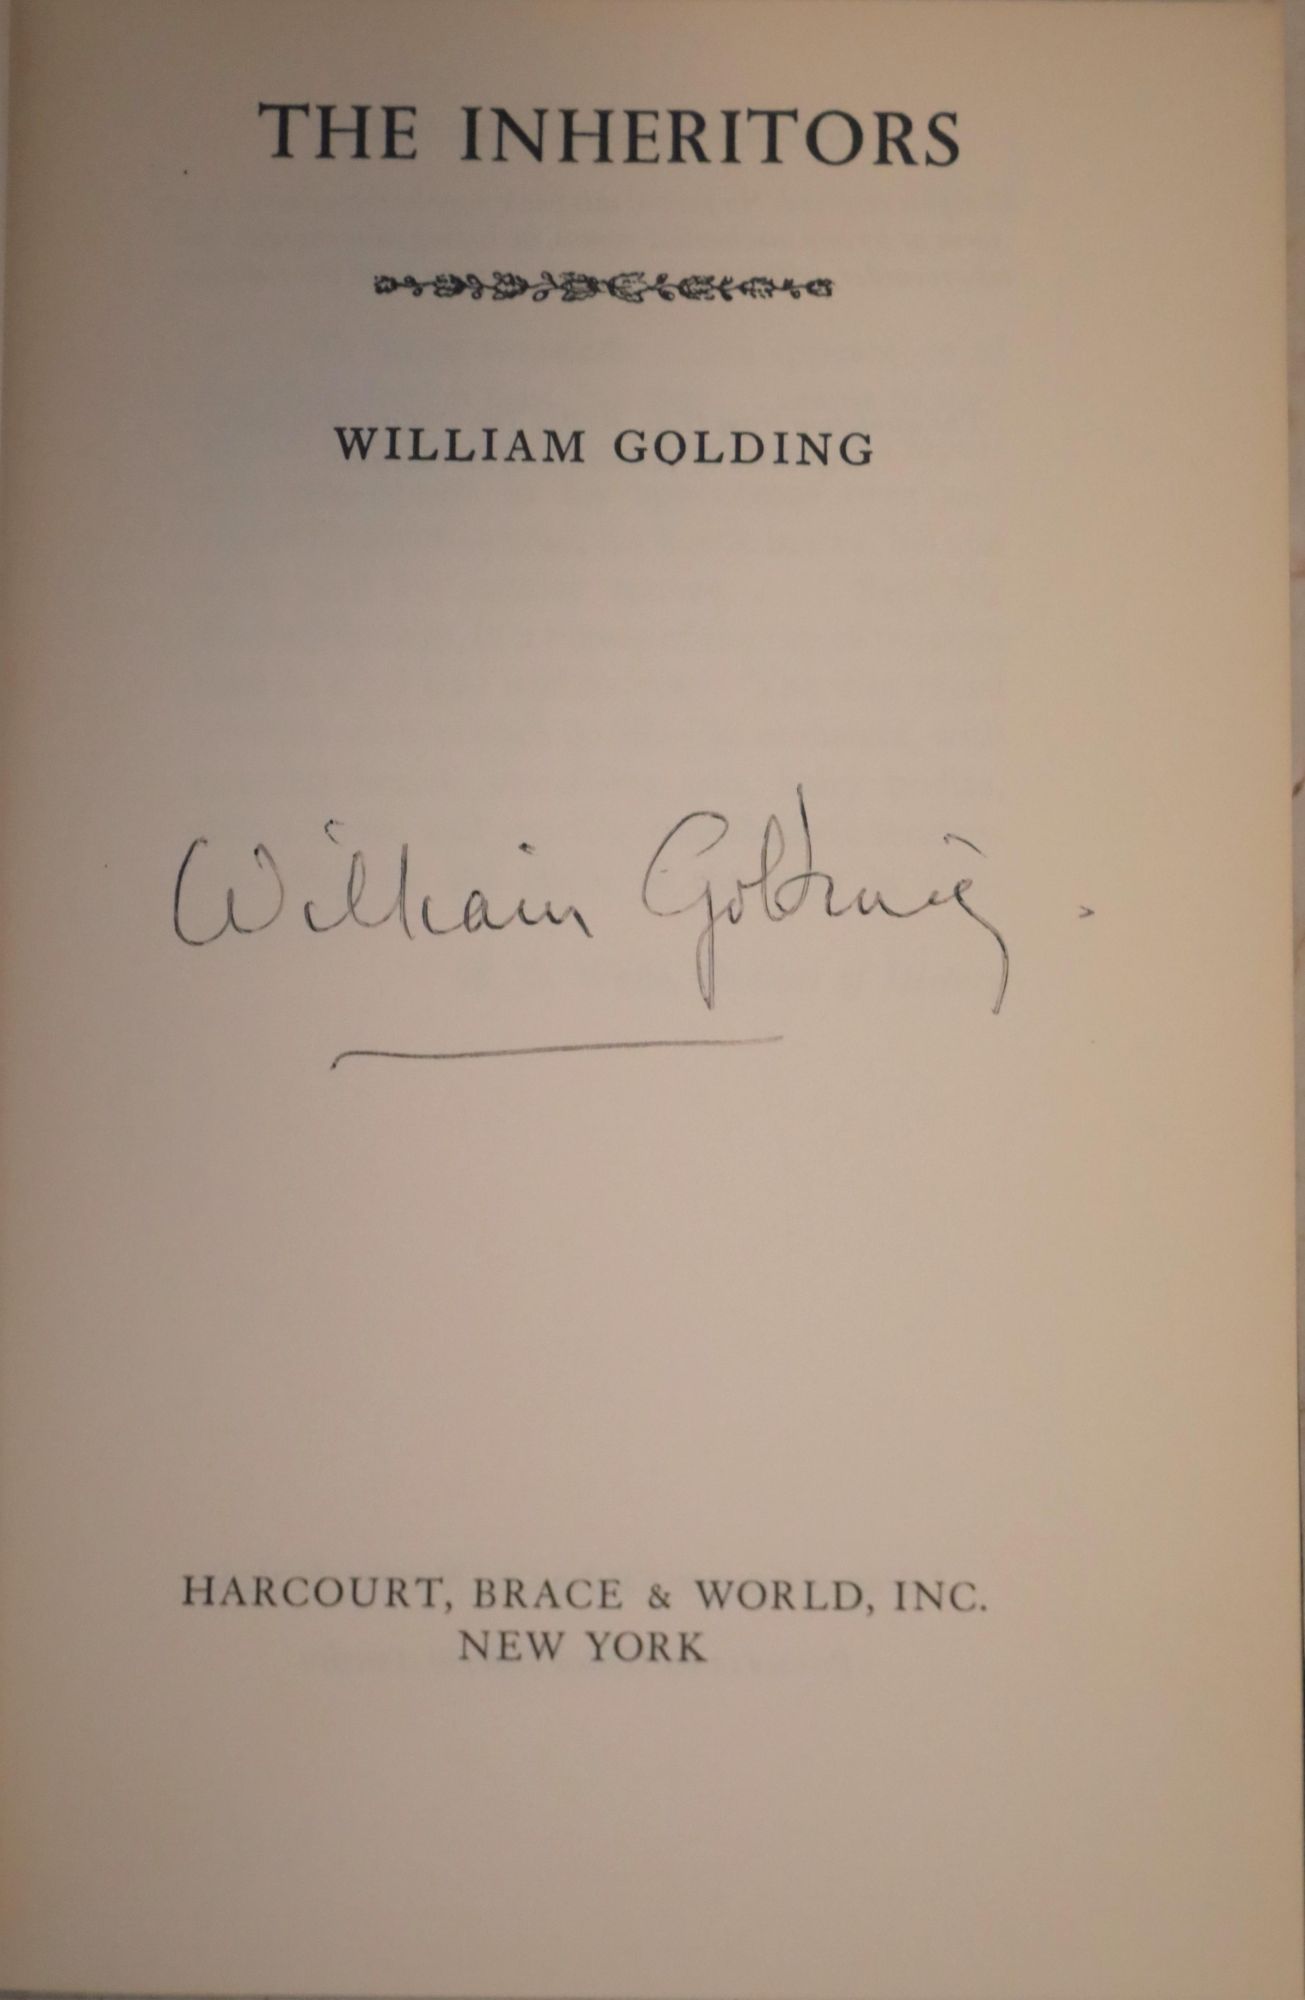 THE INHERITORS
WILLIAM GOLDING
William Golding
HARCOURT, BRACE & WORLD, INC.
NEW YORK